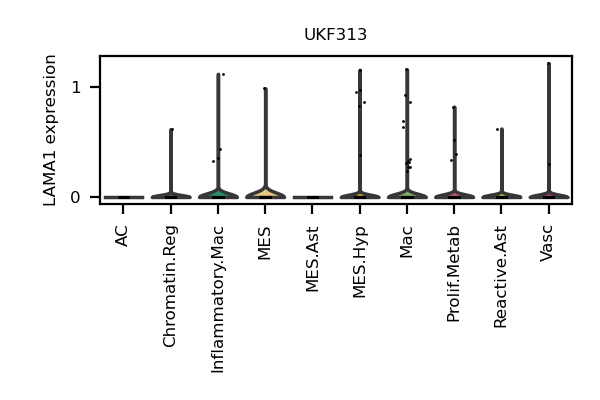 UKF313
LAMA1 expression
1
0
AC
Chromatin.Reg
Inflammatory.Mac
MES
MES.Ast
MES.Hyp
Mac
Prolif.Metab
Reactive.Ast
Vasc